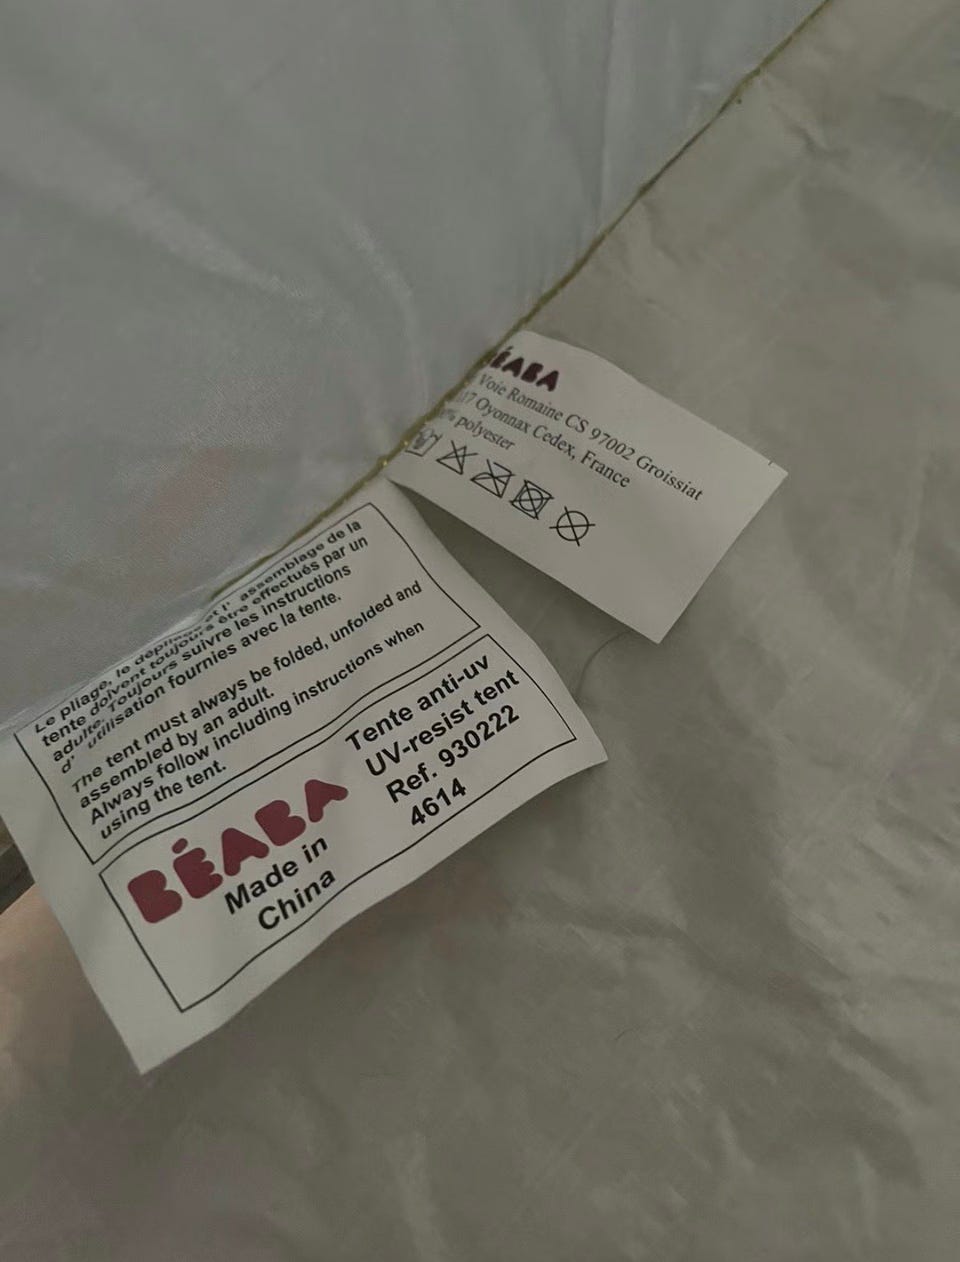 BÉABA
Voie Romaine CS 97002 Groissiat
117 Oyonnax Cedex, France
% polyester
Le pliage, le dépliage et l' assemblage de la
tente doivent toujours être effectués par un
adulte. Toujours suivre les instructions
d' utilisation fournies avec la tente.
The tent must always be folded, unfolded and
assembled by an adult.
Always follow including instructions when
using the tent.
BÉABA
Made in
China
Tente anti-uv
UV-resist tent
Ref. 930222
4614